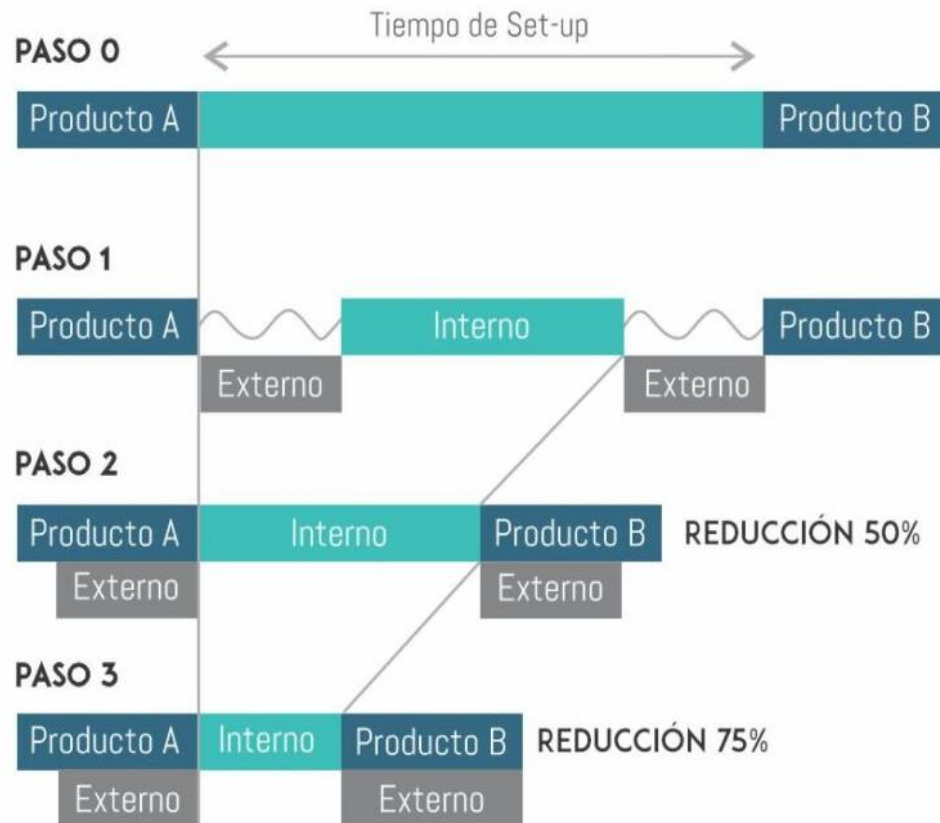 Tiempo de Set-up
PASO 0
Producto A
Producto B
PASO 1
Producto A
Interno
Producto B
Externo
Externo
PASO 2
Producto A
Interno
Producto B
REDUCCIÓN 50%
Externo
Externo
PASO 3
Producto A
Interno
Producto B
REDUCCIÓN 75%
Externo
Externo